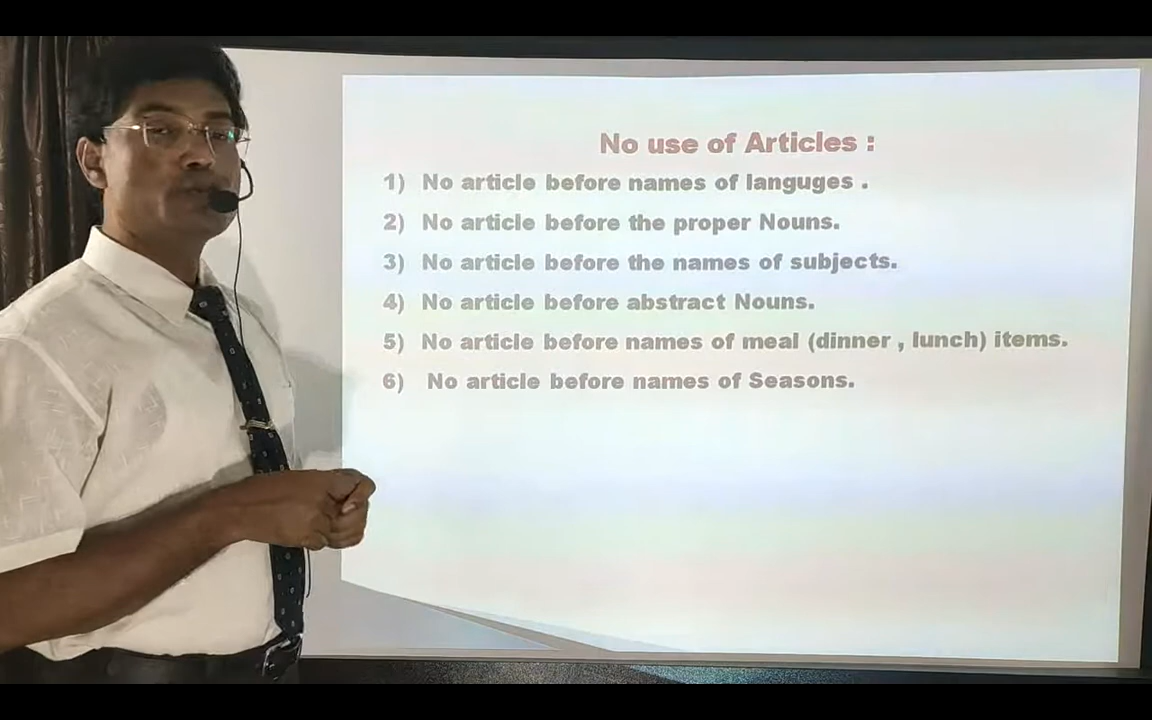 No use of Articles :
1) No article before names of languges .
2) No article before the proper Nouns.
3) No article before the names of subjects.
4) No article before abstract Nouns.
5) No article before names of meal (dinner , lunch) items.
6) No article before names of Seasons.